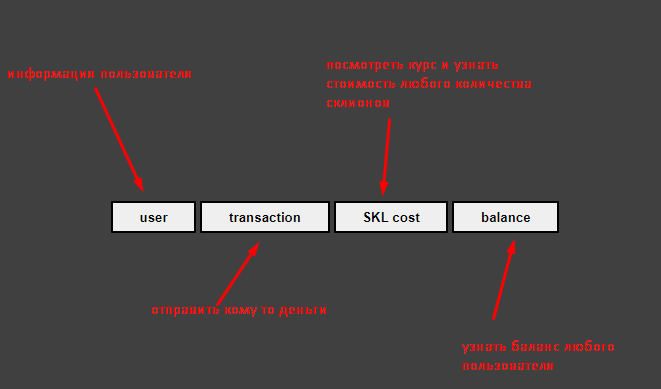 информация пользователя
посмотреть курс и узнать
стоимость любого количества
склионов
user
transaction
SKL cost
balance
отправить кому то деньги
узнать баланс любого
пользователя